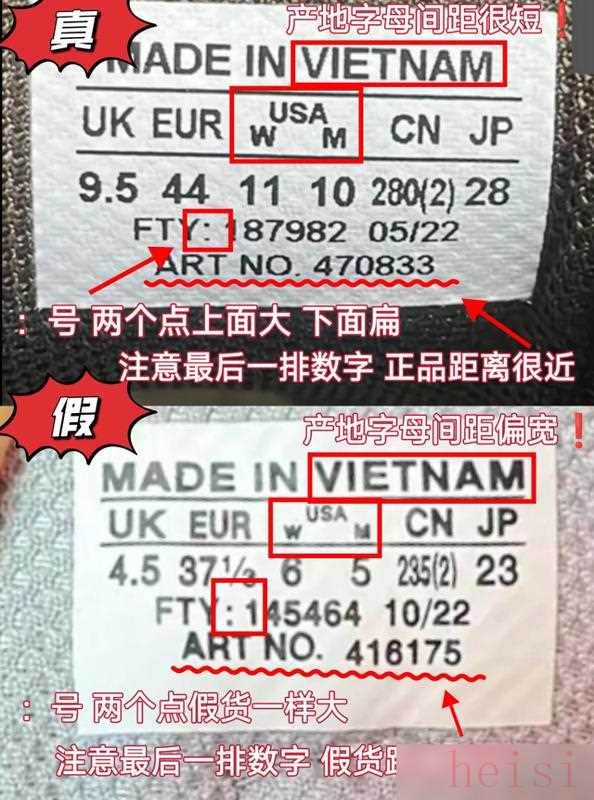 真
产地字母间距很短❗
MADE IN VIETNAM
UK EUR USA W M CN JP
9.5 44 11 10 280(2) 28
FTY: 187982 05/22
ART NO. 470833
：号 两个点上面大 下面扁
注意最后一排数字 正品距离很近
假
产地字母间距偏宽❗
MADE IN VIETNAM
UK EUR USA W M CN JP
4.5 37⅓ 6 5 235(2) 23
FTY: 145464 10/22
ART NO. 416175
：号 两个点假货一样大
注意最后一排数字 假货
heisi